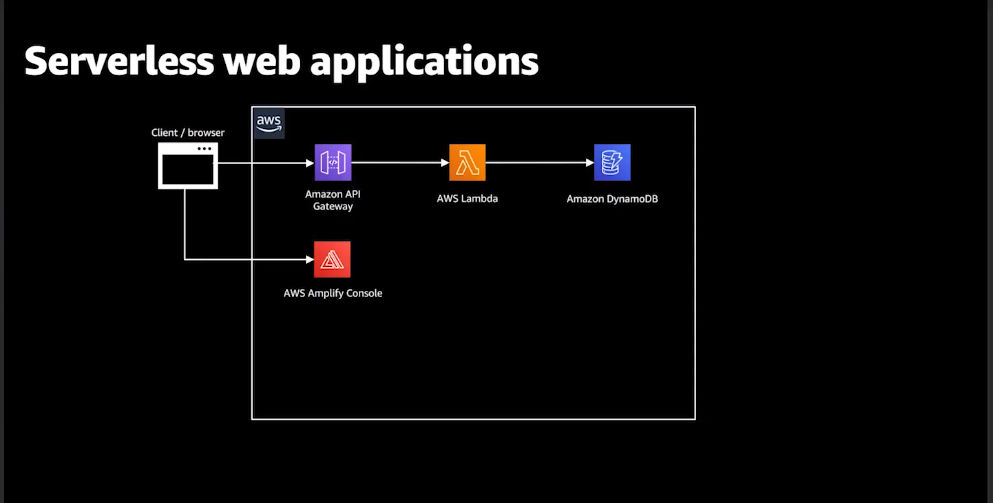 Serverless web applications
aws
Client / browser
Amazon API
Gateway
AWS Lambda
Amazon DynamoDB
AWS Amplify Console